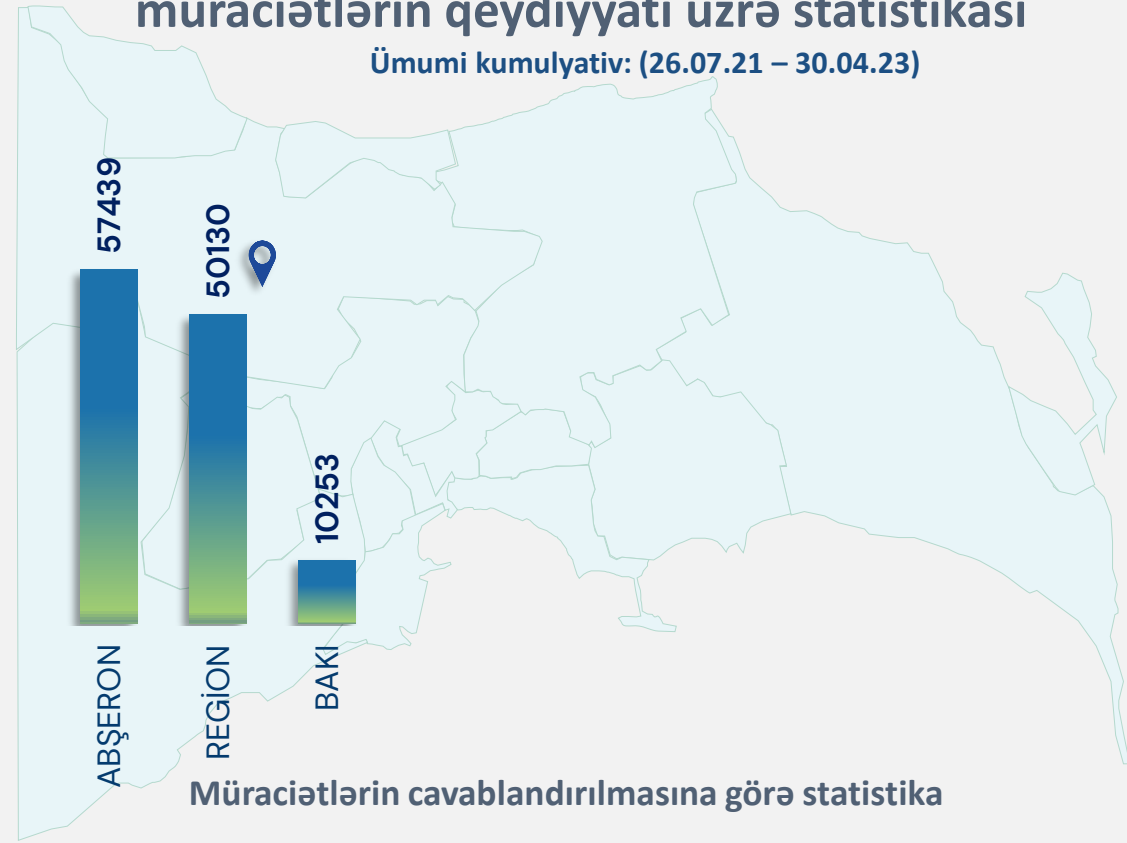 müraciətlərin qeydiyyatı üzrə statistikası
Ümumi kumulyativ: (26.07.21 – 30.04.23)
57439
50130
10253
ABŞERON
REGİON
BAKI
Müraciətlərin cavablandırılmasına görə statistika